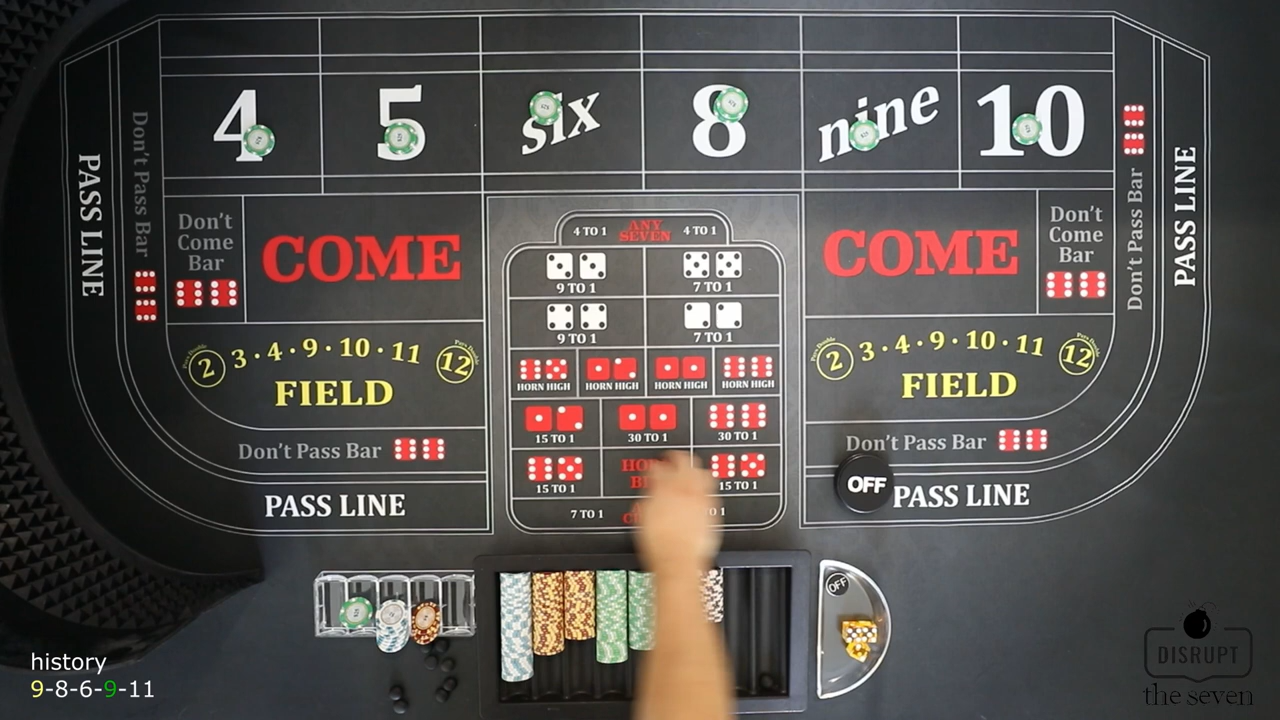 4
5
six
8
nine
10
PASS LINE
Don't Pass Bar
Don't
Come
Bar
COME
4 TO 1
ANY
SEVEN
4 TO 1
9 TO 1
7 TO 1
9 TO 1
7 TO 1
HORN HIGH
HORN HIGH
HORN HIGH
HORN HIGH
15 TO 1
30 TO 1
30 TO 1
15 TO 1
15 TO 1
7 TO 1
COME
Don't
Come
Bar
Don't Pass Bar
PASS LINE
2 3 · 4 · 9 · 10 · 11 12
FIELD
Don't Pass Bar
PASS LINE
2 3 · 4 · 9 · 10 · 11 12
FIELD
Don't Pass Bar
OFF
PASS LINE
OFF
history
9-8-6-9-11
DISRUPT
the seven